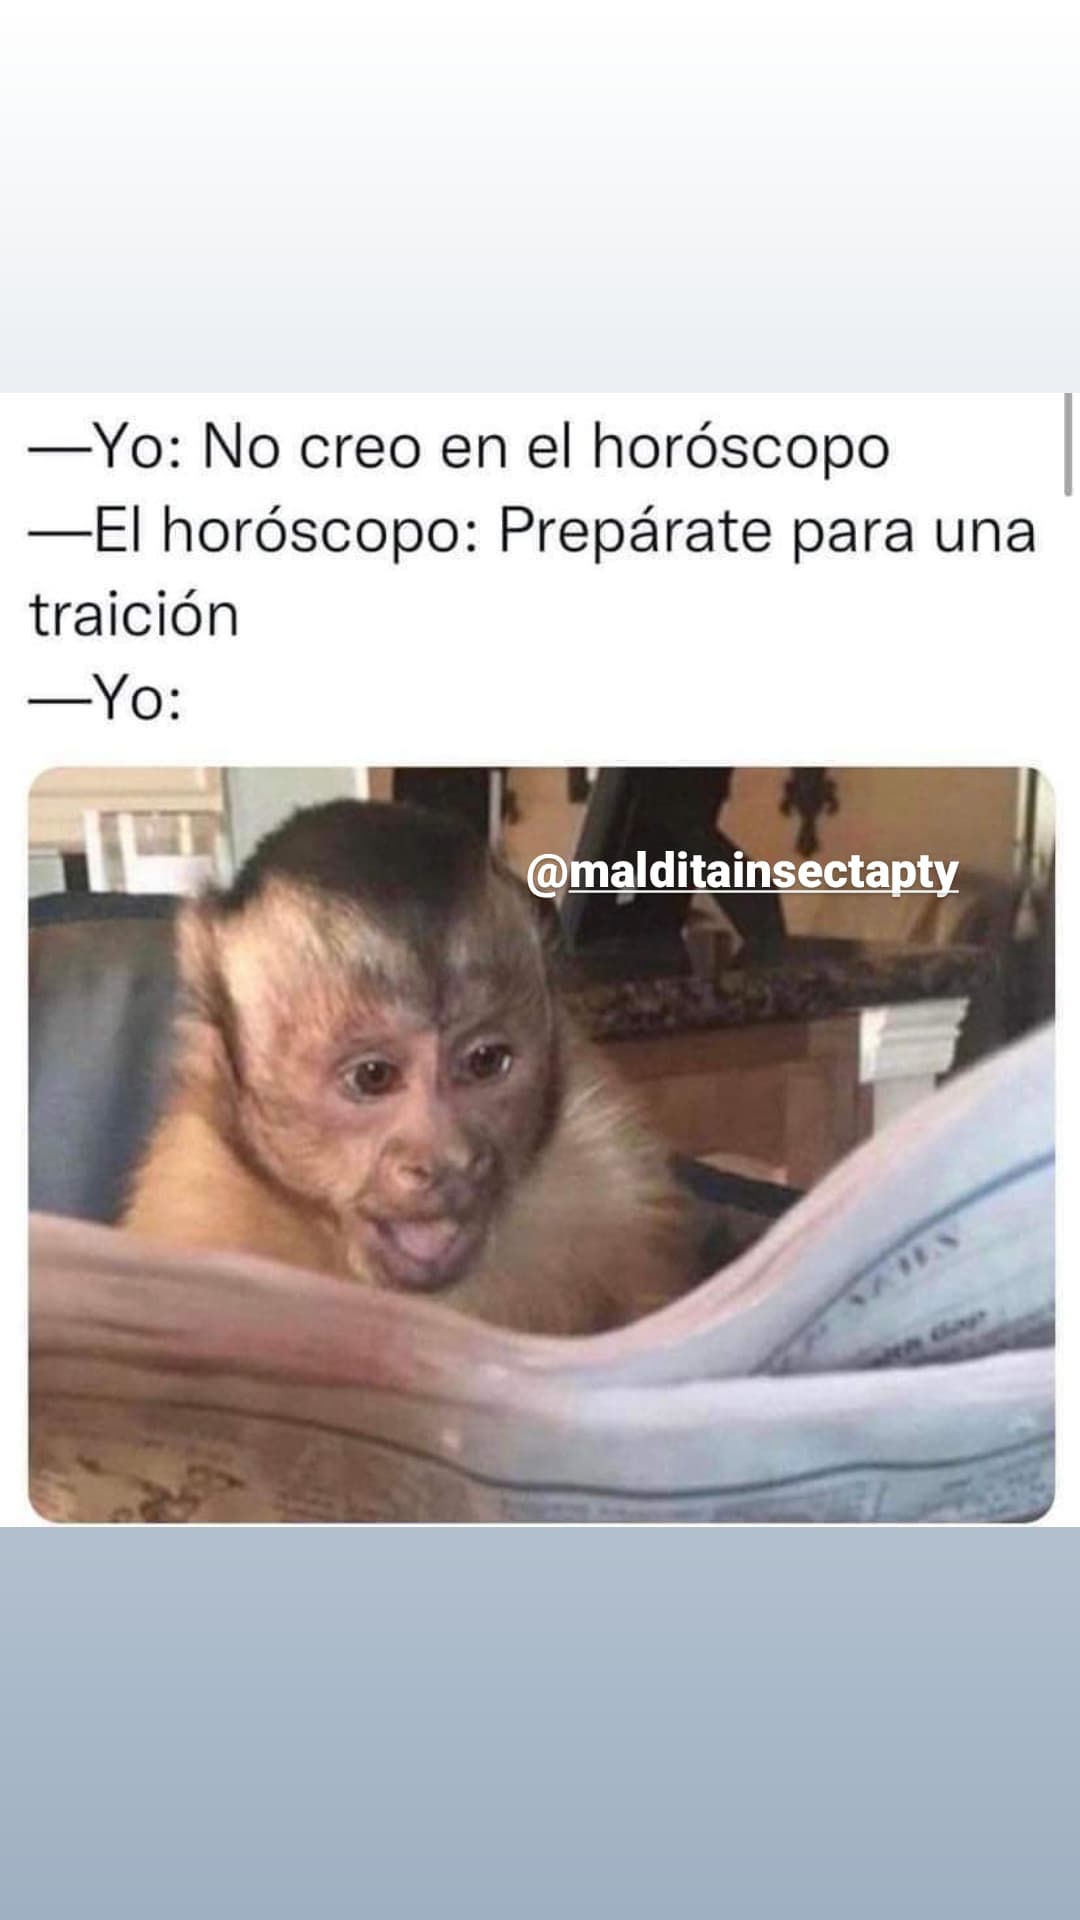 —Yo: No creo en el horóscopo
—El horóscopo: Prepárate para una
traición
—Yo:
@malditainsectapty